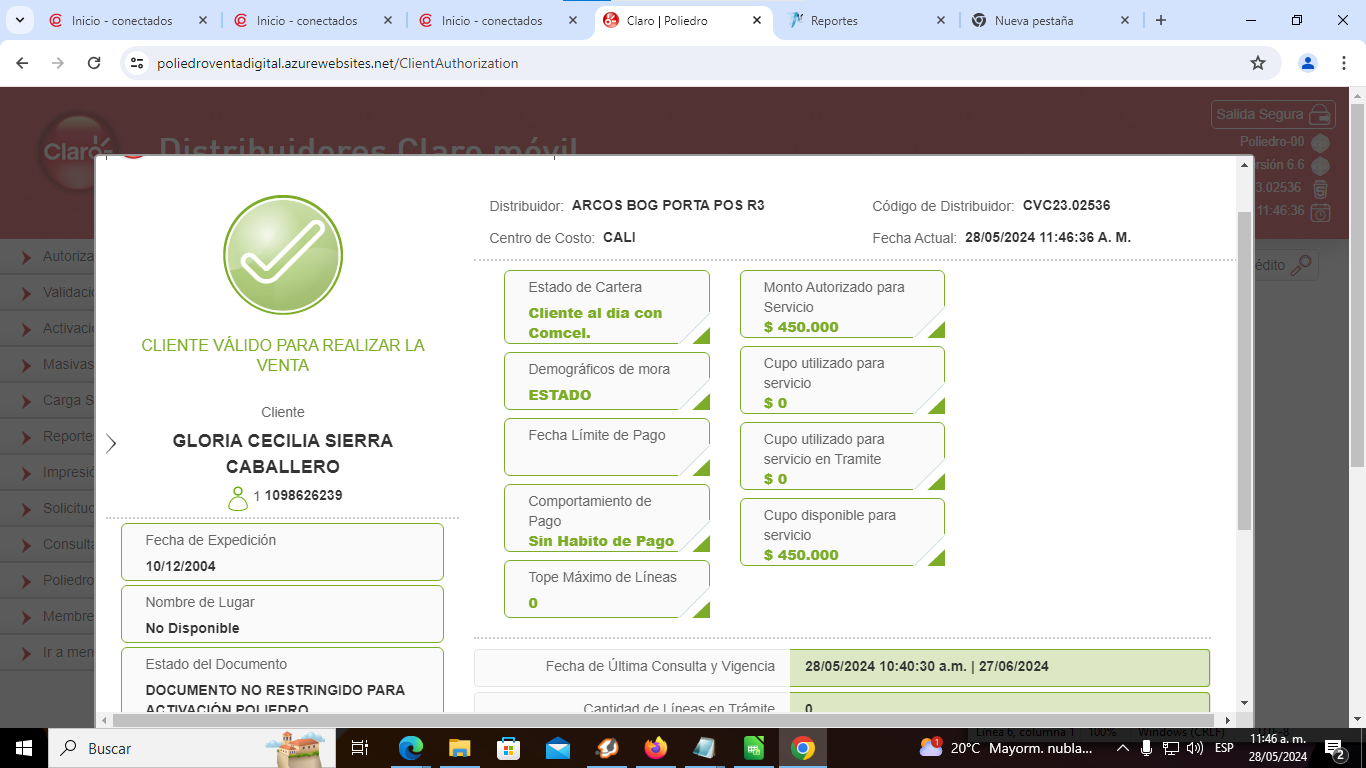 Inicio - conectados
Inicio - conectados
Inicio - conectados
Claro | Poliedro
Reportes
Nueva pestaña
poliedroventadigital.azurewebsites.net/ClientAuthorization
Claro
Distribuidores Claro móvil
Salida Segura
Poliedro-00
rsión 6.6
3.02536
11:46:36
Autoriza
Validació
Activació
Masivas
Carga S
Reporte
Impresió
Solicitud
Consulta
Poliedro
Membre
Ir a men
édito
CLIENTE VÁLIDO PARA REALIZAR LA
VENTA
Cliente
GLORIA CECILIA SIERRA
CABALLERO
1 1098626239
Fecha de Expedición
10/12/2004
Nombre de Lugar
No Disponible
Estado del Documento
DOCUMENTO NO RESTRINGIDO PARA
ACTIVACIÓN POLIEDRO
Distribuidor: ARCOS BOG PORTA POS R3
Código de Distribuidor: CVC23.02536
Centro de Costo: CALI
Fecha Actual: 28/05/2024 11:46:36 A. M.
Estado de Cartera
Cliente al dia con
Comcel.
Demográficos de mora
ESTADO
Fecha Límite de Pago
Comportamiento de
Pago
Sin Habito de Pago
Tope Máximo de Líneas
0
Monto Autorizado para
Servicio
$ 450.000
Cupo utilizado para
servicio
$ 0
Cupo utilizado para
servicio en Tramite
$ 0
Cupo disponible para
servicio
$ 450.000
Fecha de Última Consulta y Vigencia
28/05/2024 10:40:30 a.m. | 27/06/2024
Cantidad de Líneas en Trámite
0
Línea 6, columna 1
100%
Windows (CRLF)
UTF-8
Buscar
20°C Mayorm. nubla...
ESP
11:46 a. m.
28/05/2024
2